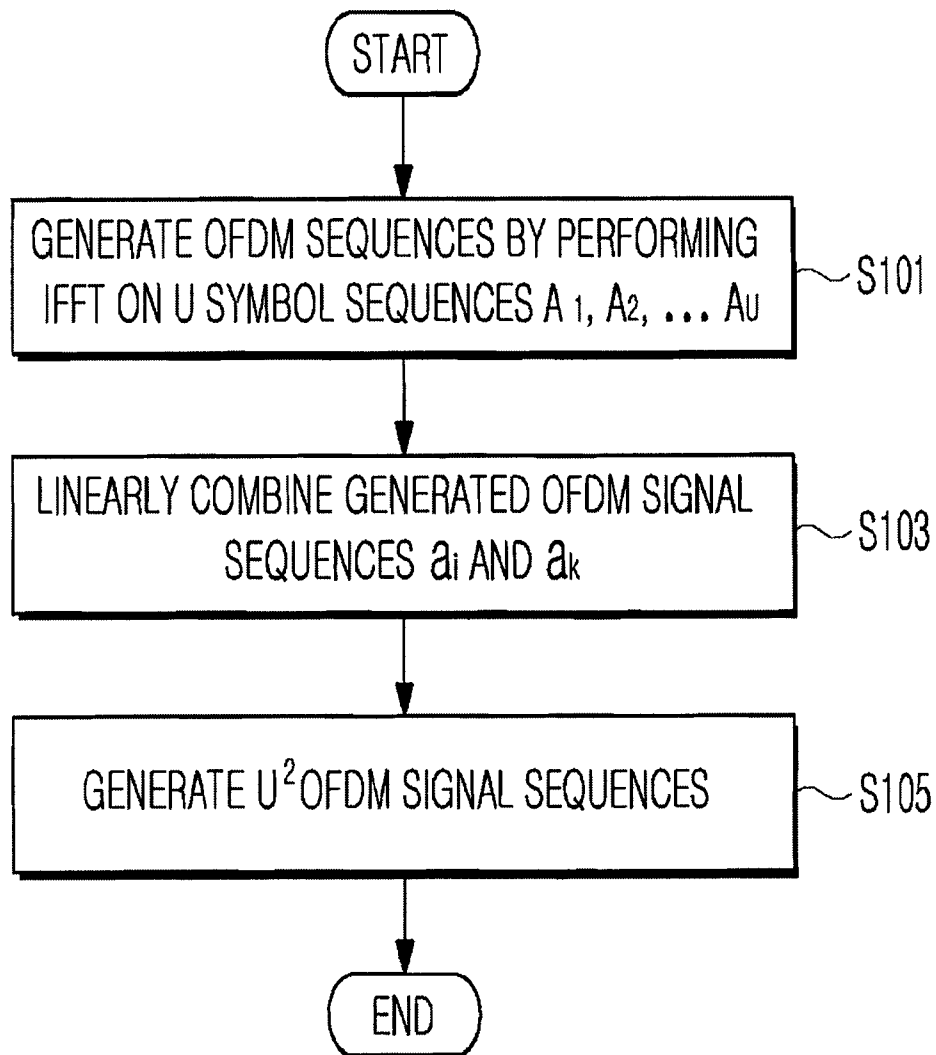 START
GENERATE OFDM SEQUENCES BY PERFORMING
IFFT ON U SYMBOL SEQUENCES A1, A2, ... AU
S101
LINEARLY COMBINE GENERATED OFDM SIGNAL
SEQUENCES ai AND ak
S103
GENERATE U² OFDM SIGNAL SEQUENCES
S105
END